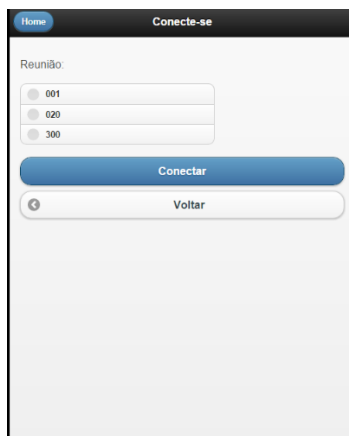 Home Conecte-se
Reunião:
001
020
300
Conectar
Voltar